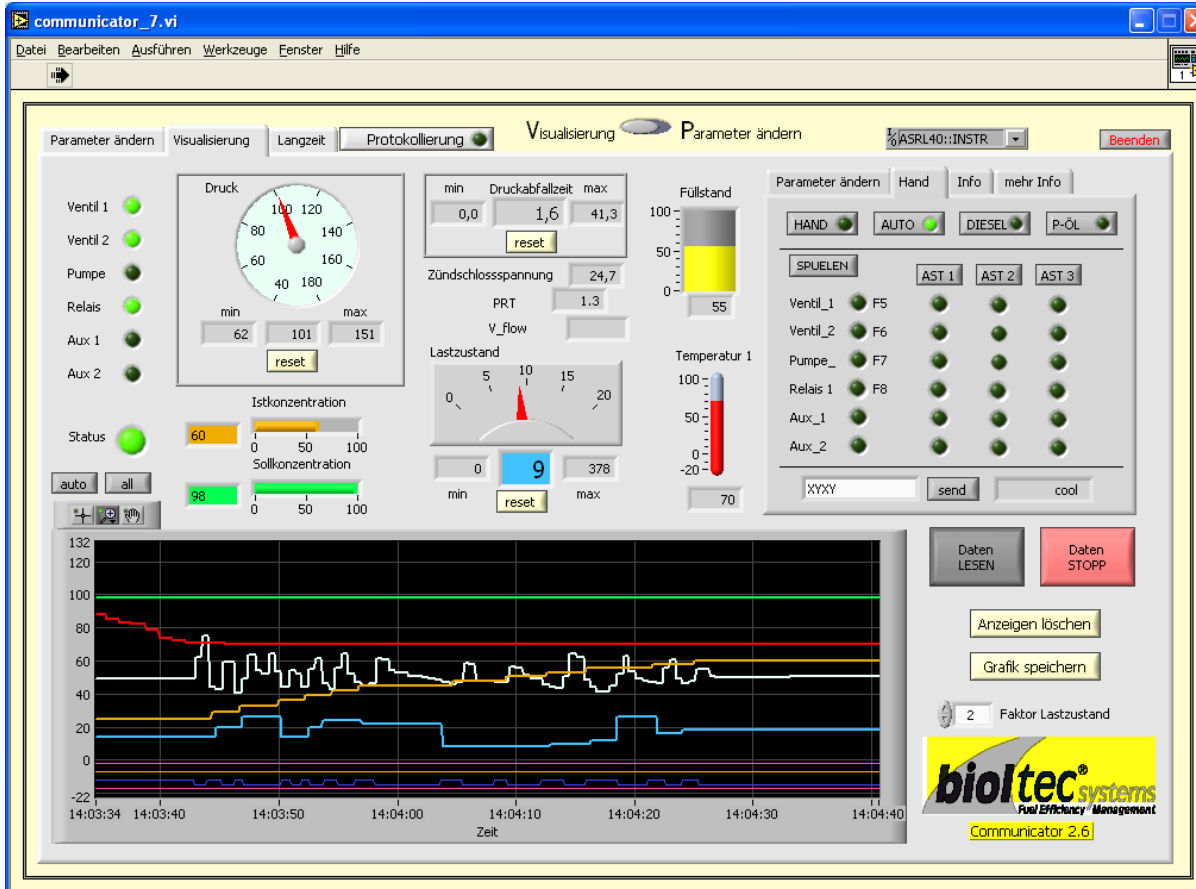 communicator_7.vi
Datei Bearbeiten Ausführen Werkzeuge Fenster Hilfe
1
Parameter ändern Visualisierung Langzeit Protokollierung Visualisierung Parameter ändern ASRL40::INSTR Beenden
Ventil 1
Ventil 2
Pumpe
Relais
Aux 1
Aux 2
Status
auto all
Druck
100 120
80 140
60 160
40 180
min max
62 101 151
reset
Istkonzentration
60
0 50 100
Sollkonzentration
98
0 50 100
min Druckabfallzeit max
0,0 1,6 41,3
reset
Zündschlossspannung 24,7
PRT 1.3
V_flow
Lastzustand
0 5 10 15 20
0 9 378
min reset max
Füllstand
100
50
0
55
Temperatur 1
100
50
0
-20
70
Parameter ändern Hand Info mehr Info
HAND AUTO DIESEL P-ÖL
SPUELEN AST 1 AST 2 AST 3
Ventil_1 F5
Ventil_2 F6
Pumpe_ F7
Relais 1 F8
Aux_1
Aux_2
XYXY send cool
132
120
100
80
60
40
20
0
-22
14:03:34 14:03:40 14:03:50 14:04:00 14:04:10 14:04:20 14:04:30 14:04:40
Zeit
Daten LESEN
Daten STOPP
Anzeigen löschen
Grafik speichern
2 Faktor Lastzustand
bioltec® systems
Fuel Efficiency Management
Communicator 2.6